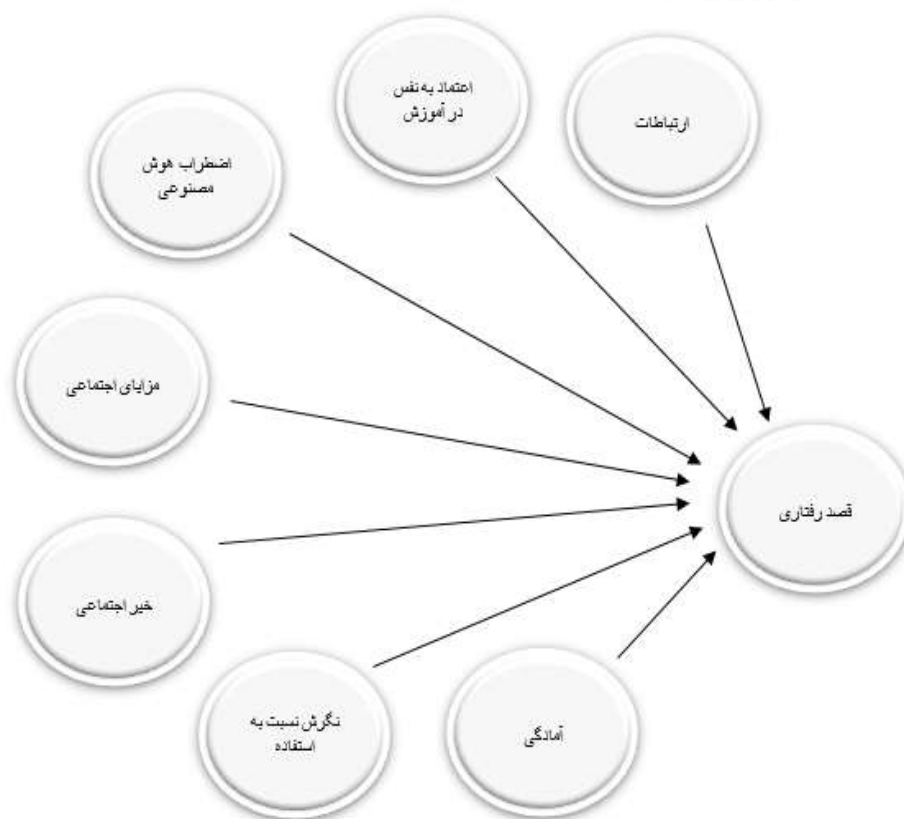 ارتباطات
اعتماد به نفس
در آموزش
اضطراب هوش
مصنوعی
مزایای اجتماعی
خیر اجتماعی
نگرش نسبت به
استفاده
آمادگی
قصد رفتاری